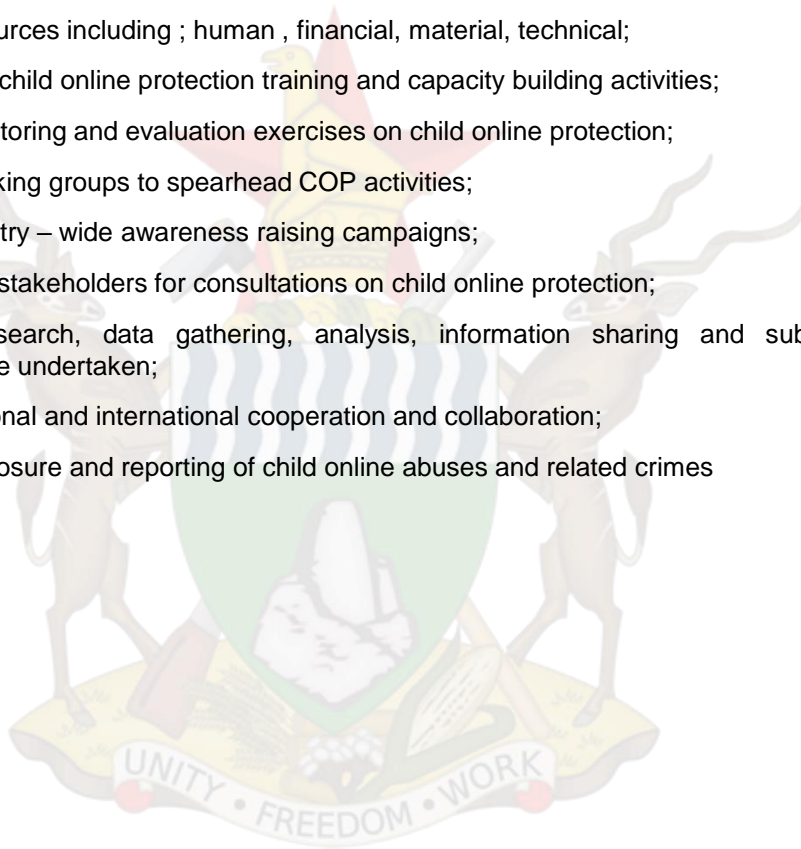 urces including ; human , financial, material, technical;
child online protection training and capacity building activities;
toring and evaluation exercises on child online protection;
king groups to spearhead COP activities;
try – wide awareness raising campaigns;
stakeholders for consultations on child online protection;
search, data gathering, analysis, information sharing and sub
e undertaken;
onal and international cooperation and collaboration;
osure and reporting of child online abuses and related crimes
UNITY • FREEDOM • WORK